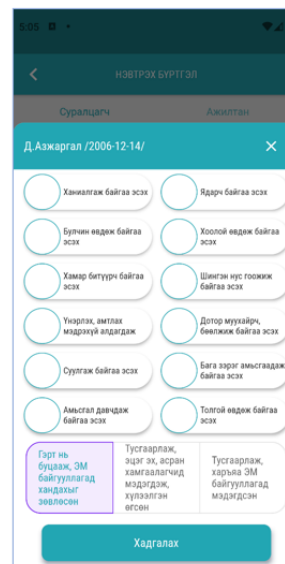 5:05
НЭВТРЭХ БҮРТГЭЛ
Суралцагч Ажилтан
Д.Азжаргал /2006-12-14/
Ханиалгаж байгаа эсэх
Ядарч байгаа эсэх
Булчин өвдөж байгаа
эсэх
Хоолой өвдөж байгаа
эсэх
Хамар битүүрч байгаа
эсэх
Шингэн нус гоожиж
байгаа эсэх
Үнэрлэх, амтлах
мэдрэхүй алдагдаж
Дотор муухайрч,
бөөлжиж байгаа эсэх
Суулгаж байгаа эсэх
Бага зэрэг амьсгаадаж
байгаа эсэх
Амьсгал давчдаж
байгаа эсэх
Толгой өвдөж байгаа
эсэх
Гэрт нь
буцааж, ЭМ
байгууллагад
хандахыг
зөвлөсөн
Тусгаарлаж,
эцэг эх, асран
хамгаалагчид
мэдэгдэж,
хүлээлгэн
өгсөн
Тусгаарлаж,
харъяа ЭМ
байгууллагад
мэдэгдсэн
Хадгалах